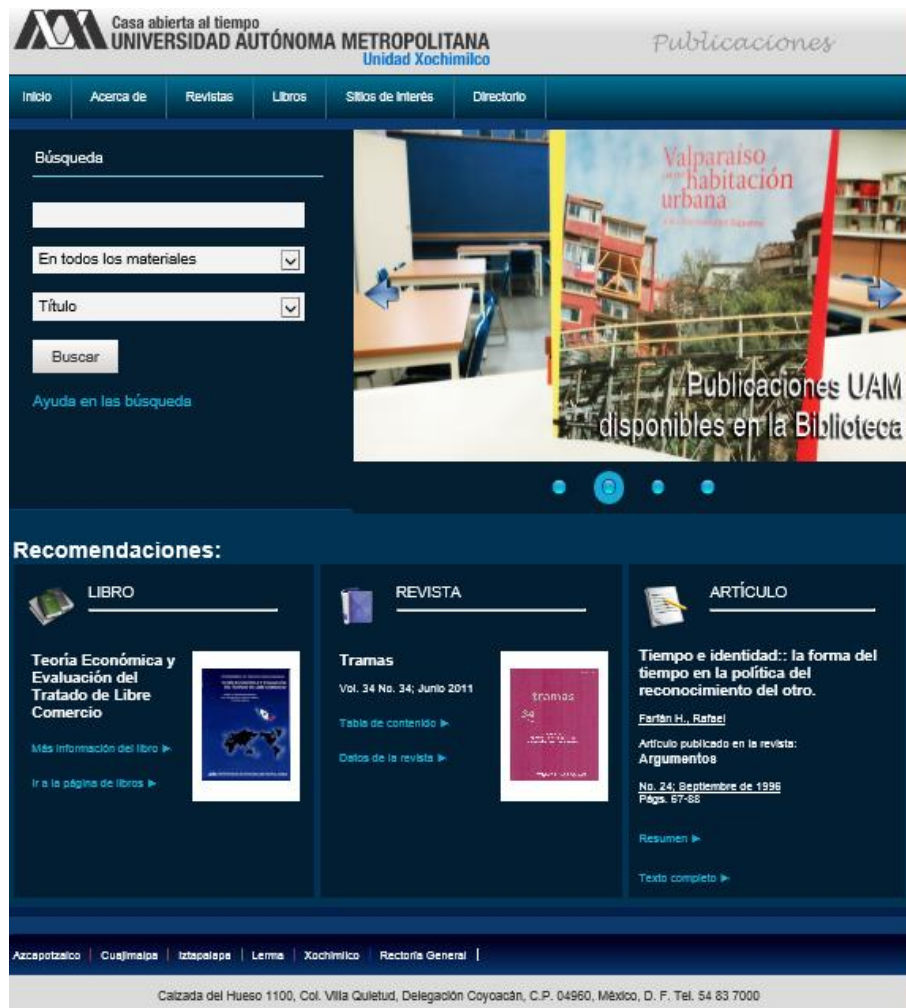 Casa abierta al tiempo
UNIVERSIDAD AUTÓNOMA METROPOLITANA
Unidad Xochimilco
Publicaciones
Inicio
Acerca de
Revistas
Libros
Sitios de Interés
Directorio
Búsqueda
En todos los materiales
Título
Buscar
Ayuda en las búsqueda
Valparaíso
habitación
urbana
Publicaciones UAM
disponibles en la Biblioteca
Recomendaciones:
LIBRO
Teoría Económica y
Evaluación del
Tratado de Libre
Comercio
Más información del libro
Ir a la página de libros
REVISTA
Tramas
Vol. 34 No. 34; Junio 2011
Tabla de contenido
Datos de la revista
tramas
34
ARTÍCULO
Tiempo e identidad:: la forma del
tiempo en la política del
reconocimiento del otro.
Farfán H., Rafael
Artículo publicado en la revista:
Argumentos
No. 24; Septiembre de 1996
Págs. 67-88
Resumen
Texto completo
Azcapotzalco | Cuajimalpa | Iztapalapa | Lerma | Xochimilco | Rectoría General |
Calzada del Hueso 1100, Col. Villa Quietud, Delegación Coyoacán, C.P. 04960, México, D. F. Tel. 54 83 7000